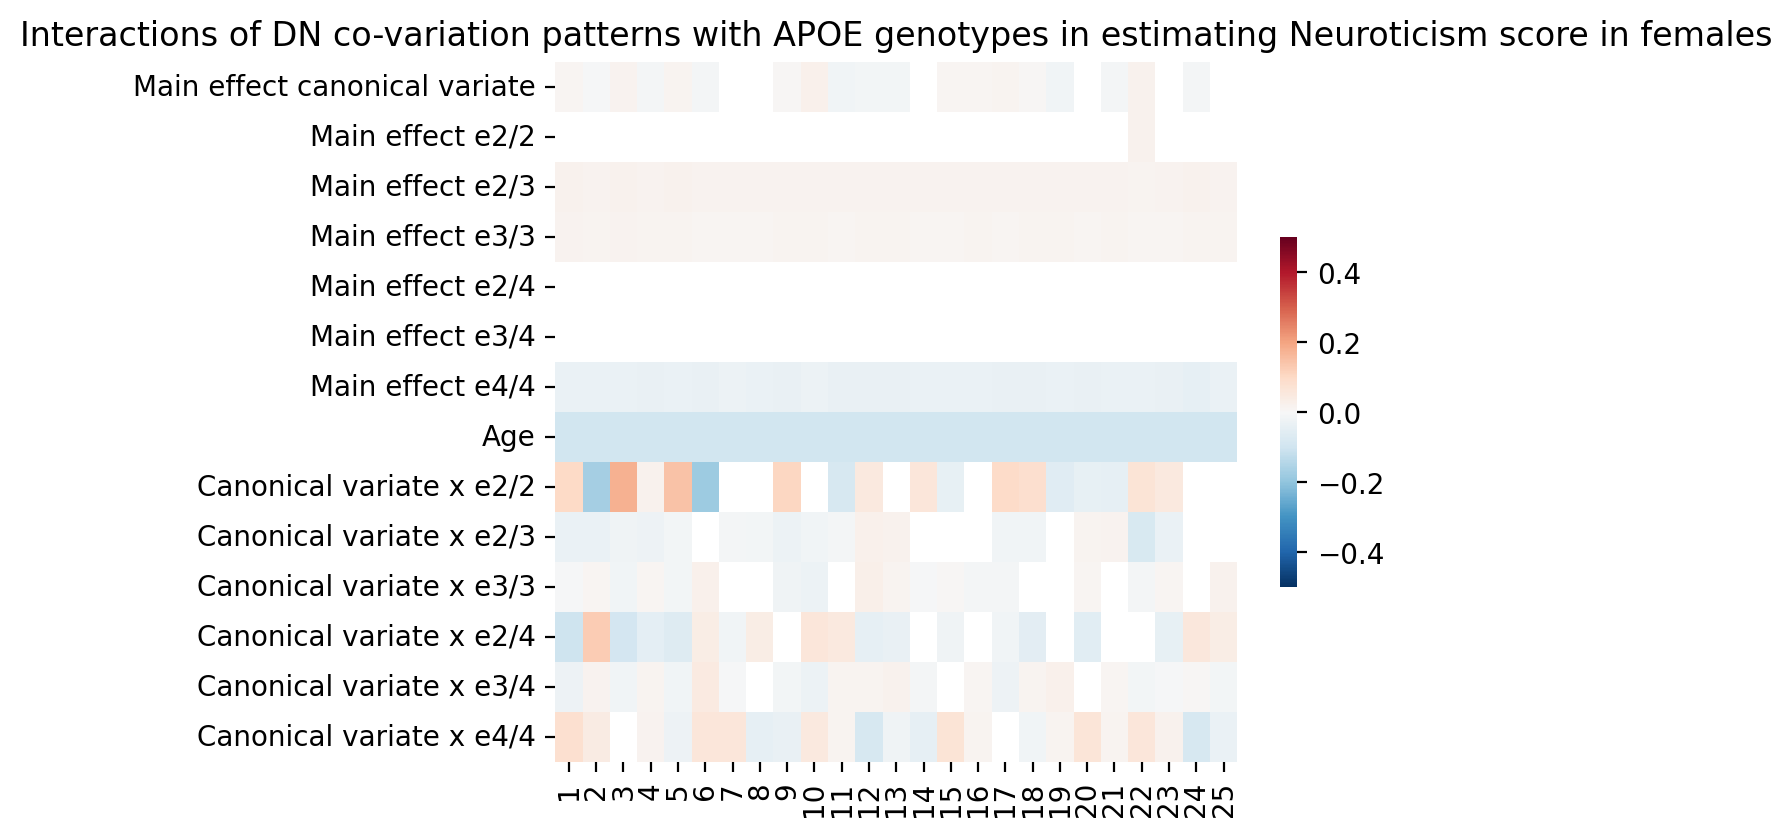 Interactions of DN co-variation patterns with APOE genotypes in estimating Neuroticism score in females
Main effect canonical variate
Main effect e2/2
Main effect e2/3
Main effect e3/3
Main effect e2/4
Main effect e3/4
Main effect e4/4
Age
Canonical variate x e2/2
Canonical variate x e2/3
Canonical variate x e3/3
Canonical variate x e2/4
Canonical variate x e3/4
Canonical variate x e4/4
1 2 3 4 5 6 7 8 9 10 11 12 13 14 15 16 17 18 19 20 21 22 23 24 25
0.4
0.2
0.0
−0.2
−0.4